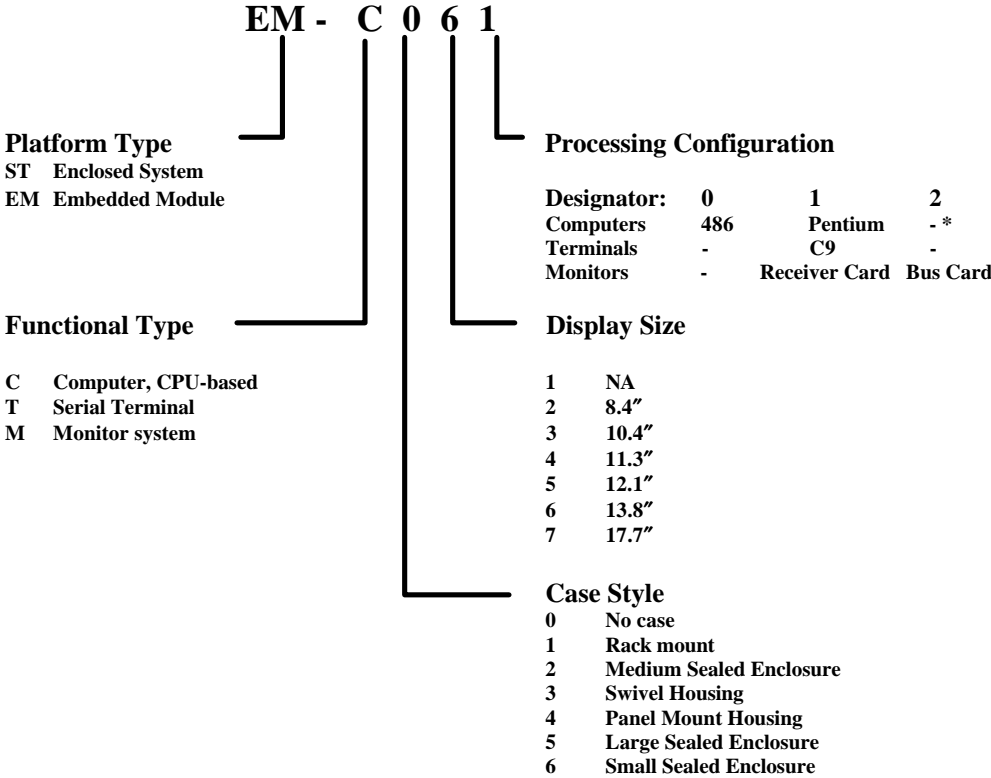 EM - C 0 6 1
Platform Type
ST Enclosed System
EM Embedded Module
Processing Configuration
Designator: 0 1 2
Computers 486 Pentium - *
Terminals - C9 -
Monitors - Receiver Card Bus Card
Functional Type
C Computer, CPU-based
T Serial Terminal
M Monitor system
Display Size
1 NA
2 8.4″
3 10.4″
4 11.3″
5 12.1″
6 13.8″
7 17.7″
Case Style
0 No case
1 Rack mount
2 Medium Sealed Enclosure
3 Swivel Housing
4 Panel Mount Housing
5 Large Sealed Enclosure
6 Small Sealed Enclosure